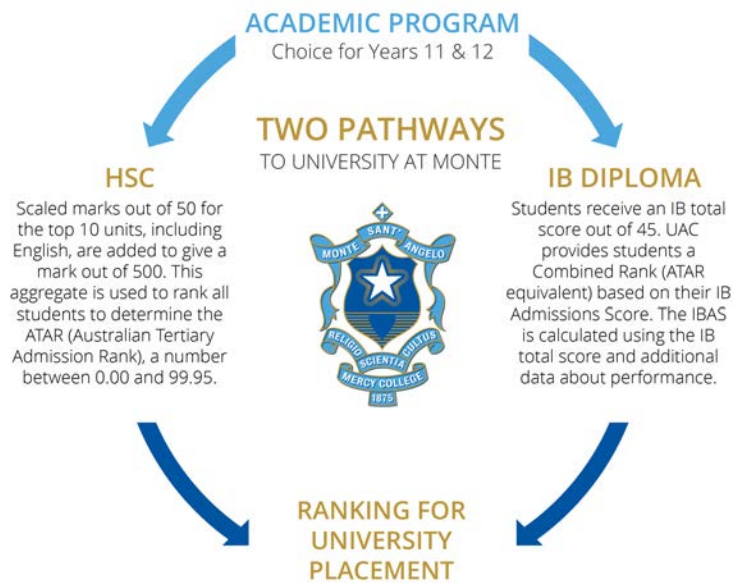 ACADEMIC PROGRAM
Choice for Years 11 & 12
TWO PATHWAYS
TO UNIVERSITY AT MONTE
HSC
Scaled marks out of 50 for
the top 10 units, including
English, are added to give a
mark out of 500. This
aggregate is used to rank all
students to determine the
ATAR (Australian Tertiary
Admission Rank), a number
between 0.00 and 99.95.
MONTE SANT' ANGELO
RELIGIO SCIENTIA CULTUS
MERCY COLLEGE
1875
IB DIPLOMA
Students receive an IB total
score out of 45. UAC
provides students a
Combined Rank (ATAR
equivalent) based on their IB
Admissions Score. The IBAS
is calculated using the IB
total score and additional
data about performance.
RANKING FOR
UNIVERSITY
PLACEMENT